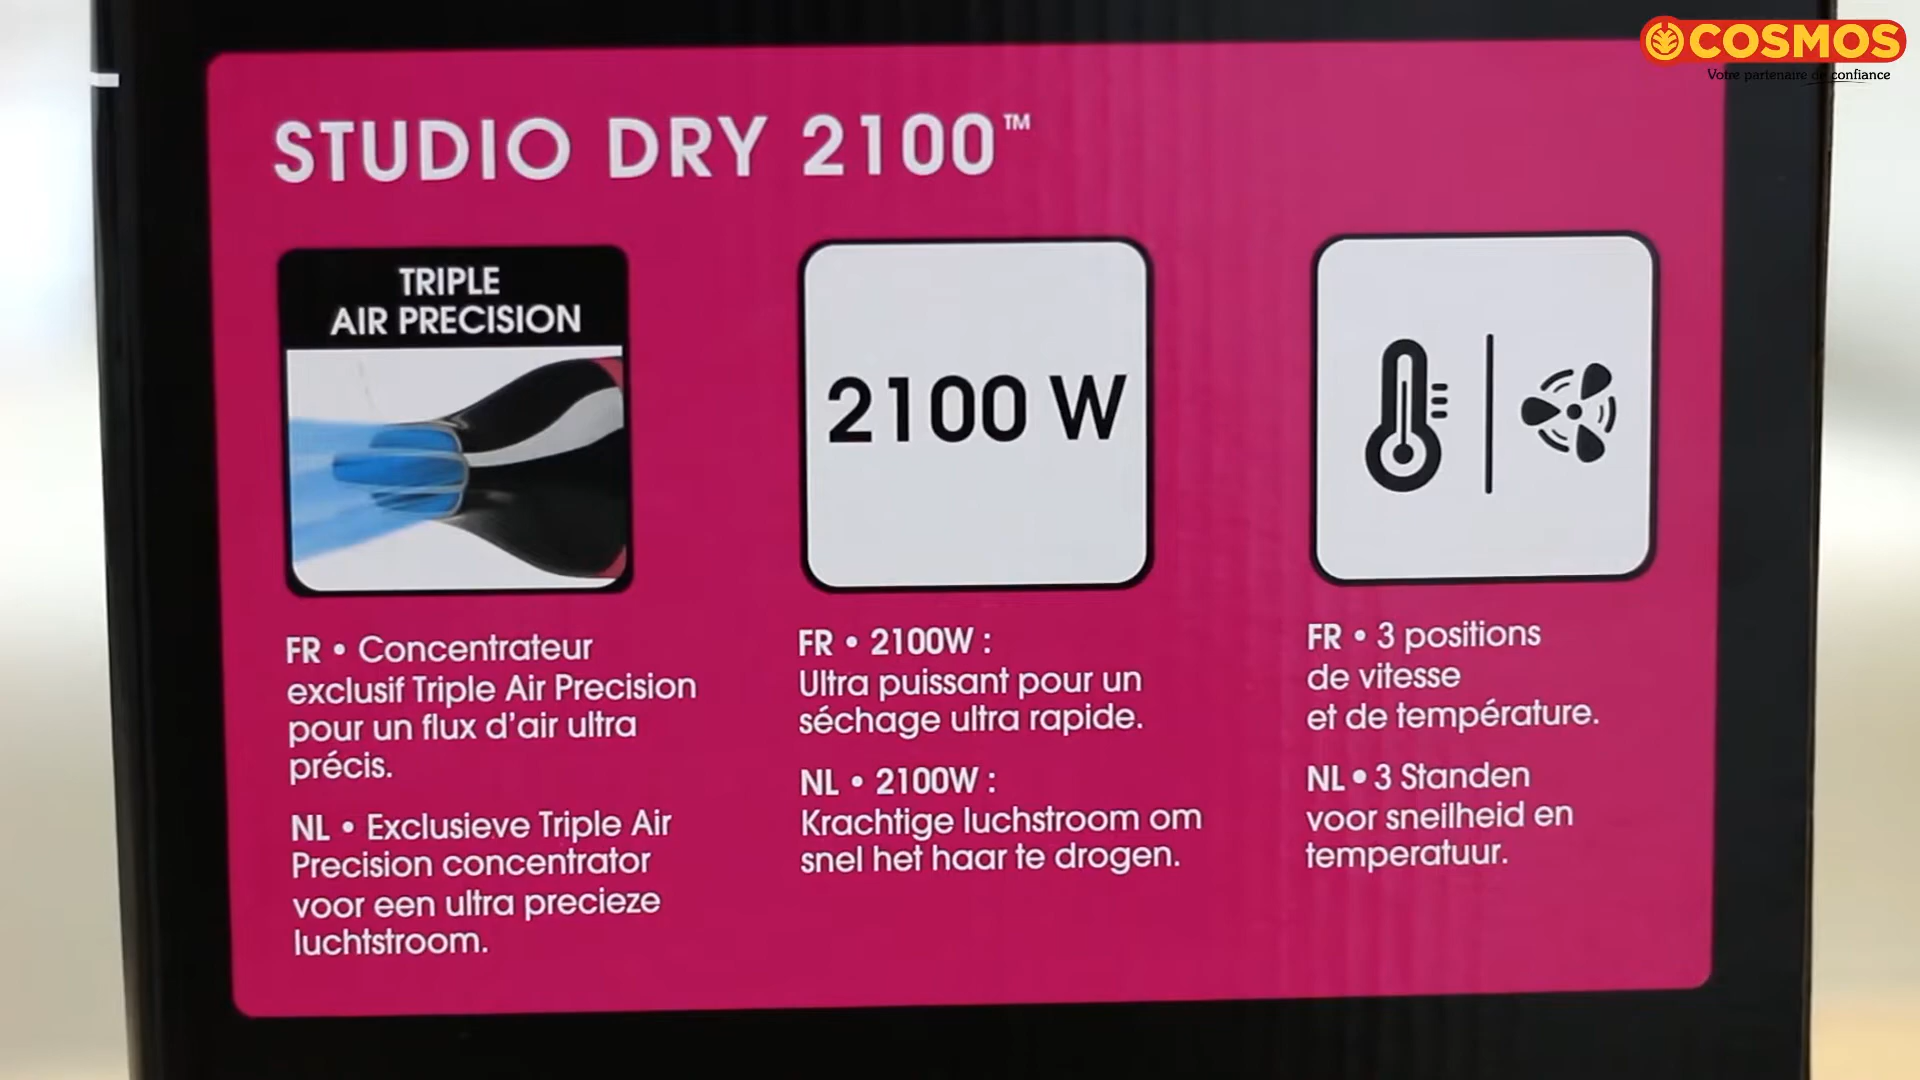 COSMOS
Votre partenaire de confiance
STUDIO DRY 2100™
TRIPLE
AIR PRECISION
FR • Concentrateur
exclusif Triple Air Precision
pour un flux d'air ultra
précis.
NL • Exclusieve Triple Air
Precision concentrator
voor een ultra precieze
luchtstroom.
2100 W
FR • 2100W :
Ultra puissant pour un
séchage ultra rapide.
NL • 2100W :
Krachtige luchstroom om
snel het haar te drogen.
FR • 3 positions
de vitesse
et de température.
NL • 3 Standen
voor sneilheid en
temperatuur.